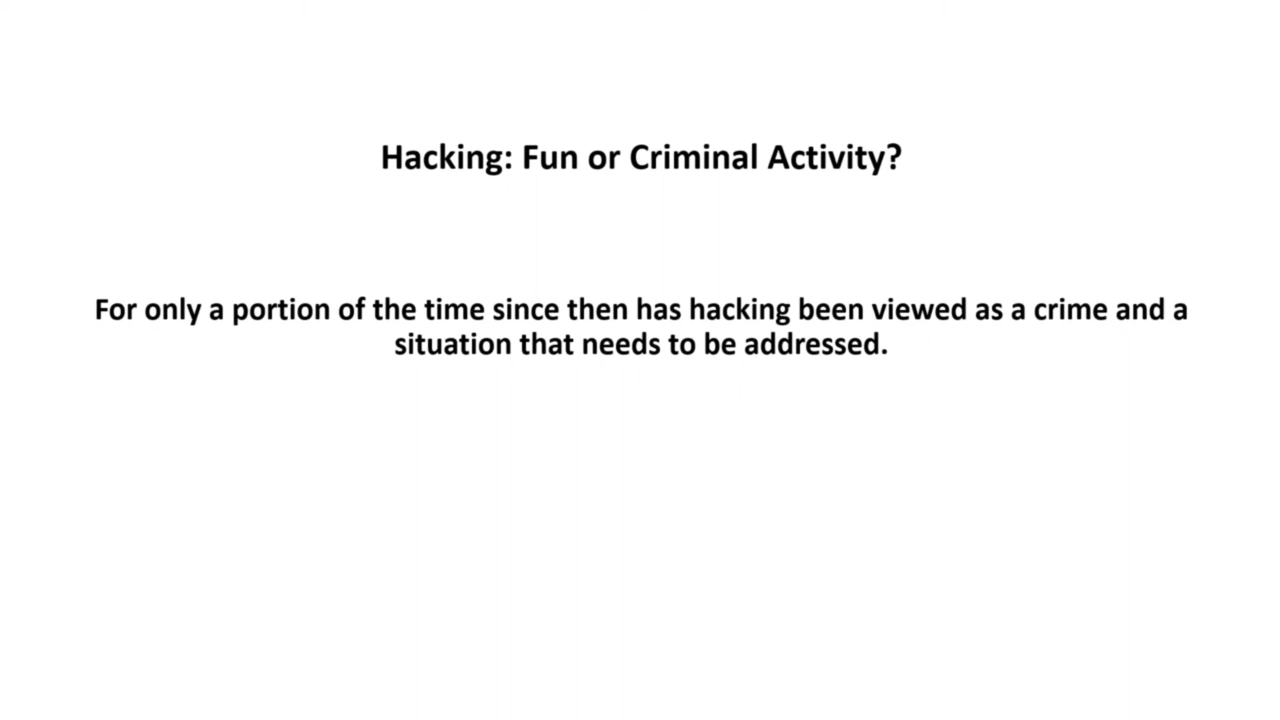 Hacking: Fun or Criminal Activity?
For only a portion of the time since then has hacking been viewed as a crime and a
situation that needs to be addressed.